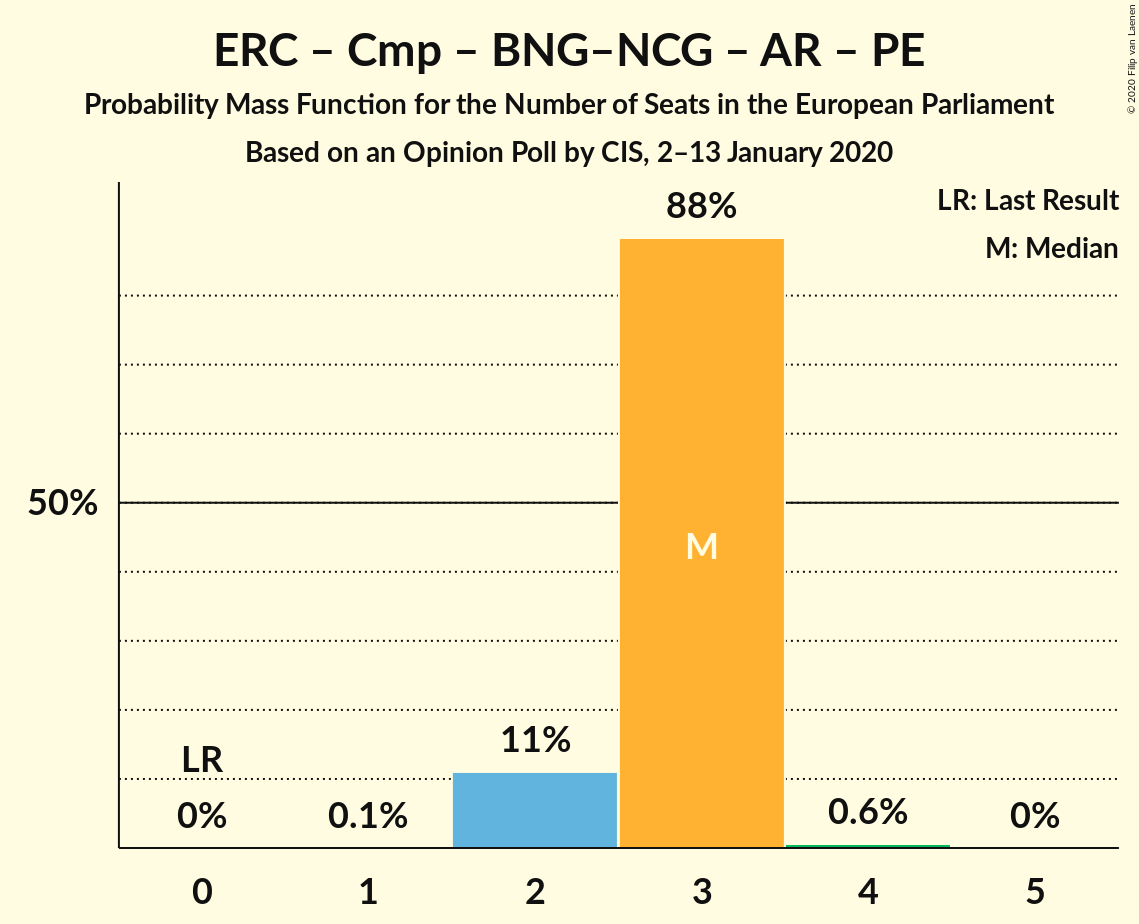 ERC – Cmp – BNG–NCG – AR – PE
Probability Mass Function for the Number of Seats in the European Parliament
Based on an Opinion Poll by CIS, 2–13 January 2020
© 2020 Filip van Laenen
LR: Last Result
M: Median
88%
50%
M
11%
LR
0%
0.1%
0.6%
0%
0
1
2
3
4
5